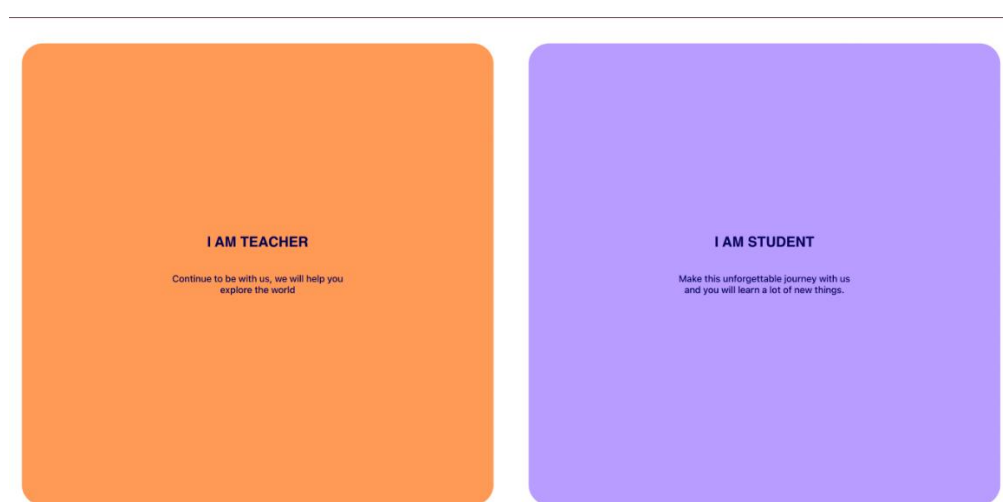 I AM TEACHER
Continue to be with us, we will help you
explore the world
I AM STUDENT
Make this unforgettable journey with us
and you will learn a lot of new things.